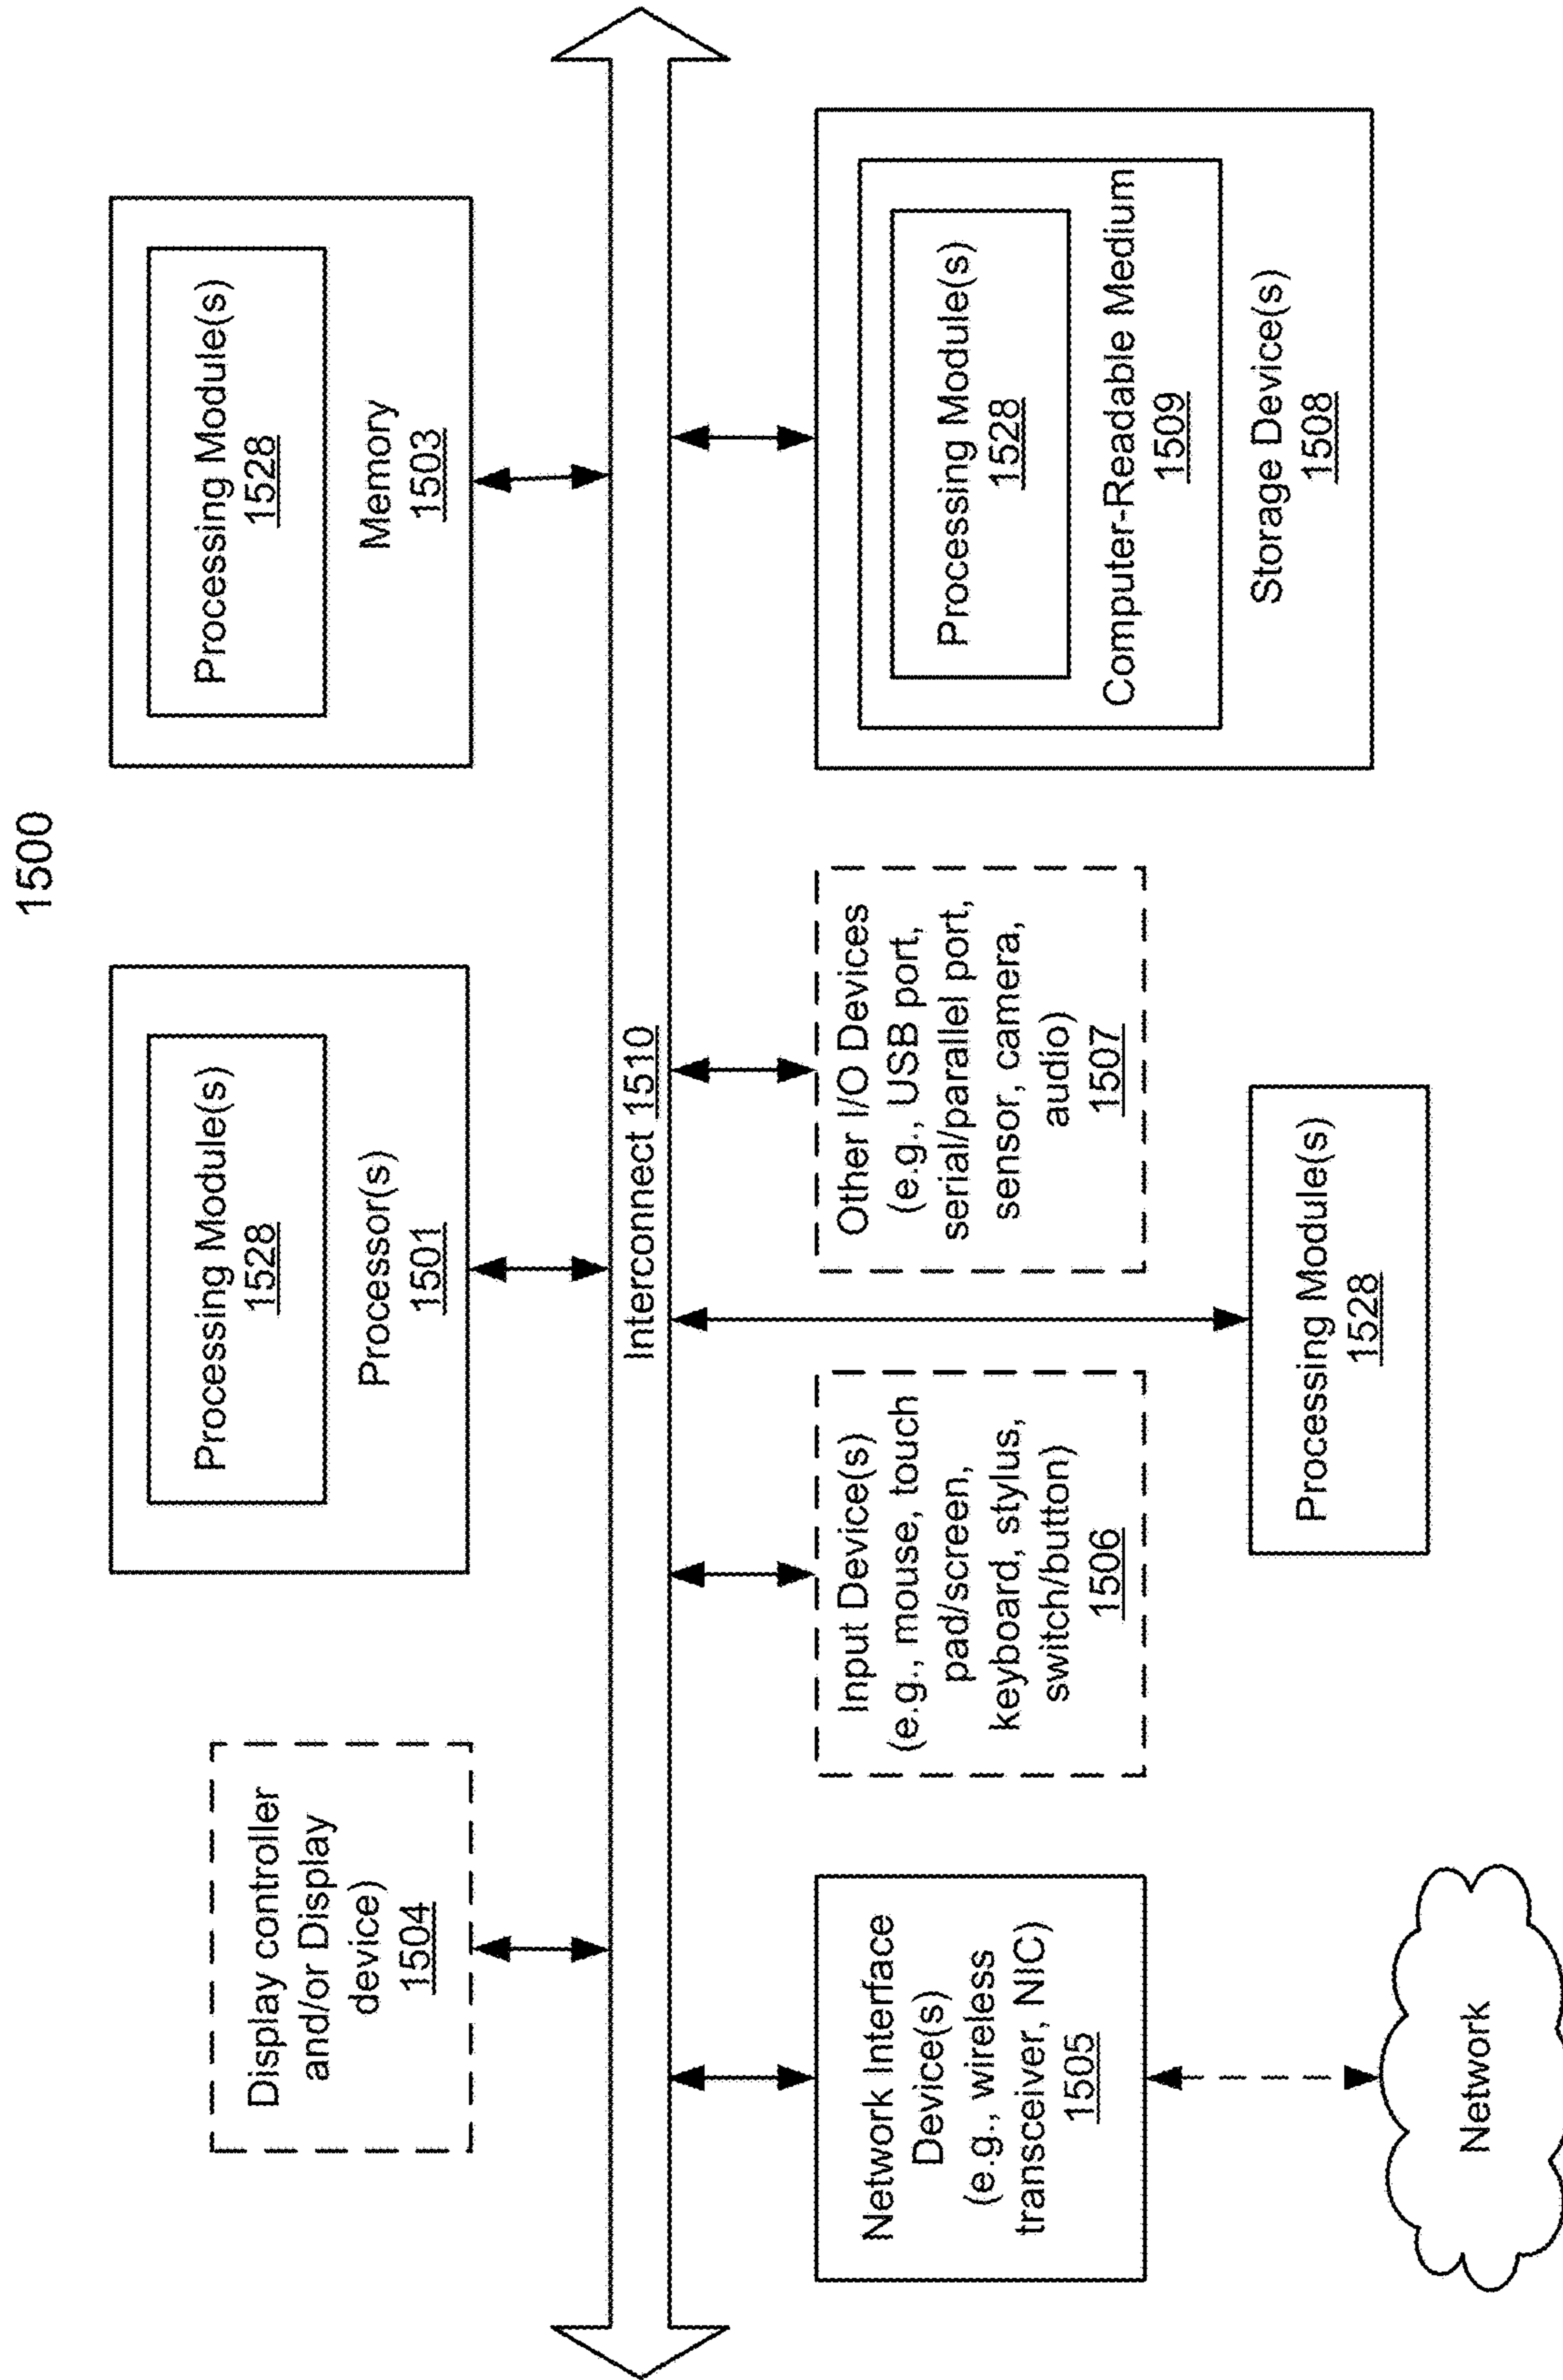 1500
Display controller
and/or Display
device)
1504
Processing Module(s)
1528
Processor(s)
1501
Processing Module(s)
1528
Memory
1503
Interconnect 1510
Network Interface
Device(s)
(e.g., wireless
transceiver, NIC)
1505
Input Device(s)
(e.g., mouse, touch
pad/screen,
keyboard, stylus,
switch/button)
1506
Other I/O Devices
(e.g., USB port,
serial/parallel port,
sensor, camera,
audio)
1507
Processing Module(s)
1528
Computer-Readable Medium
1509
Storage Device(s)
1508
Processing Module(s)
1528
Network